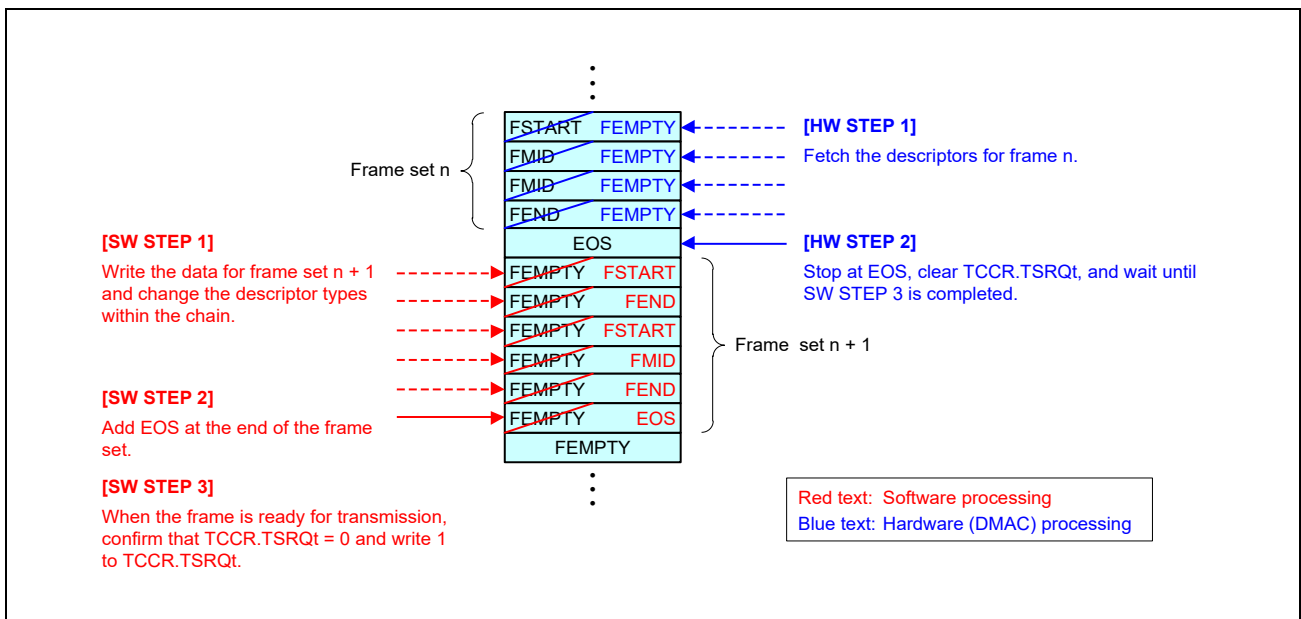 FSTART FEMPTY
FMID FEMPTY
FMID FEMPTY
FEND FEMPTY
Frame set n
[HW STEP 1]
Fetch the descriptors for frame n.
EOS
[HW STEP 2]
Stop at EOS, clear TCCR.TSRQt, and wait until
SW STEP 3 is completed.
[SW STEP 1]
Write the data for frame set n + 1
and change the descriptor types
within the chain.
FEMPTY FSTART
FEMPTY FEND
FEMPTY FSTART
FEMPTY FMID
FEMPTY FEND
FEMPTY EOS
Frame set n + 1
[SW STEP 2]
Add EOS at the end of the frame
set.
FEMPTY
[SW STEP 3]
When the frame is ready for transmission,
confirm that TCCR.TSRQt = 0 and write 1
to TCCR.TSRQt.
Red text: Software processing
Blue text: Hardware (DMAC) processing